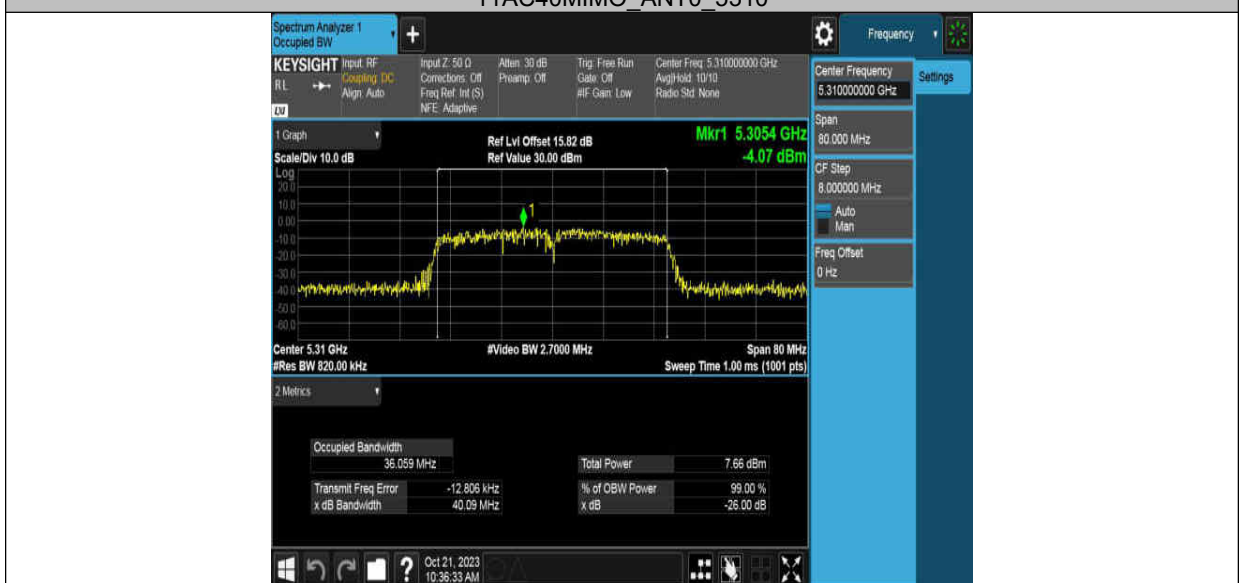 11AC40MIMO_ANT0_5310
Spectrum Analyzer 1
Occupied BW
+
Frequency
KEYSIGHT
RL
LXI
Input: RF
Coupling: DC
Align: Auto
Input Z: 50 Ω
Corrections: Off
Freq Ref: Int (S)
NFE: Adaptive
Atten: 30 dB
Preamp: Off
Trig: Free Run
Gate: Off
#IF Gain: Low
Center Freq: 5.310000000 GHz
Avg|Hold: 10/10
Radio Std: None
Center Frequency
5.310000000 GHz
Settings
Span
80.000 MHz
CF Step
8.000000 MHz
Auto
Man
Freq Offset
0 Hz
1 Graph
Scale/Div 10.0 dB
Ref Lvl Offset 15.82 dB
Ref Value 30.00 dBm
Mkr1 5.3054 GHz
-4.07 dBm
Log
20.0
10.0
0.00
-10.0
-20.0
-30.0
-40.0
-50.0
-60.0
1
Center 5.31 GHz
#Video BW 2.7000 MHz
Span 80 MHz
#Res BW 820.00 kHz
Sweep Time 1.00 ms (1001 pts)
2 Metrics
Occupied Bandwidth
36.059 MHz
Total Power 7.66 dBm
Transmit Freq Error -12.806 kHz
% of OBW Power 99.00 %
x dB Bandwidth 40.09 MHz
x dB -26.00 dB
?
Oct 21, 2023
10:36:33 AM